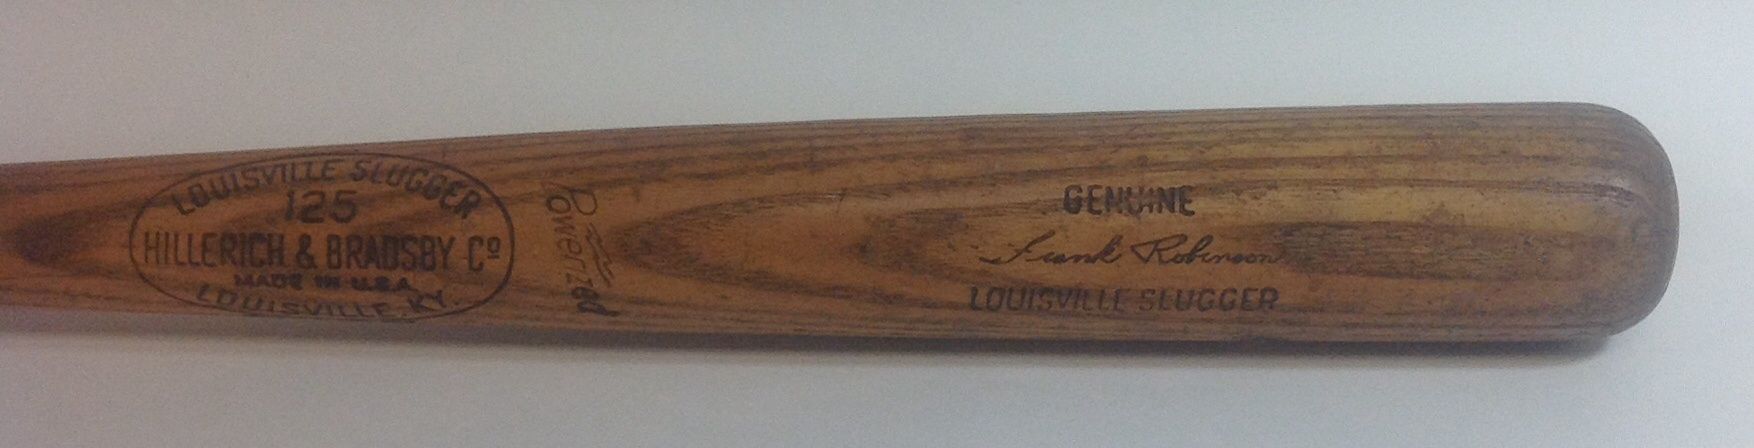 LOUISVILLE SLUGGER
125
HILLERICH & BRADSBY Cº
MADE IN U.S.A.
LOUISVILLE, KY.
Powerized
GENUINE
Frank Robinson
LOUISVILLE SLUGGER